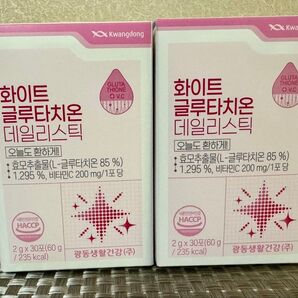 Kwangdong
GLUTA
THIONE
V.C
화이트
글루타치온
데일리스틱
오늘도 환하게
효모추출물(L-글루타치온 85 %)
1.295 %, 비타민C 200 mg/1포 당
HACCP
2 g x 30포(60 g
/ 235 kcal)
광동생활건강(주)
Kwangdong
GLUTA
THIONE
V.C
화이트
글루타치온
데일리스틱
오늘도 환하게
효모추출물(L-글루타치온 85 %)
1.295 %, 비타민C 200 mg/1포 당
HACCP
2 g x 30포(60 g
/ 235 kcal)
광동생활건강(주)